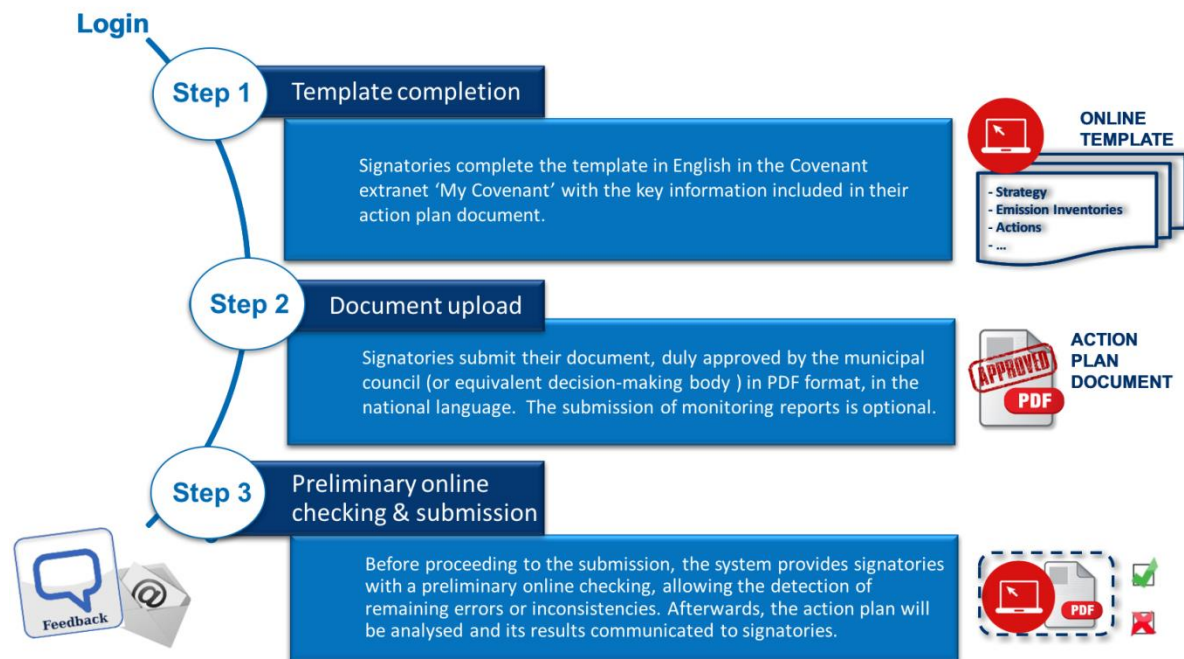 Login
Step 1
Template completion
Signatories complete the template in English in the Covenant
extranet ‘My Covenant’ with the key information included in their
action plan document.
ONLINE
TEMPLATE
- Strategy
- Emission Inventories
- Actions
- ...
Step 2
Document upload
Signatories submit their document, duly approved by the municipal
council (or equivalent decision-making body ) in PDF format, in the
national language. The submission of monitoring reports is optional.
APPROVED
PDF
ACTION
PLAN
DOCUMENT
Step 3
Preliminary online
checking & submission
Before proceeding to the submission, the system provides signatories
with a preliminary online checking, allowing the detection of
remaining errors or inconsistencies. Afterwards, the action plan will
be analysed and its results communicated to signatories.
Feedback
@
PDF